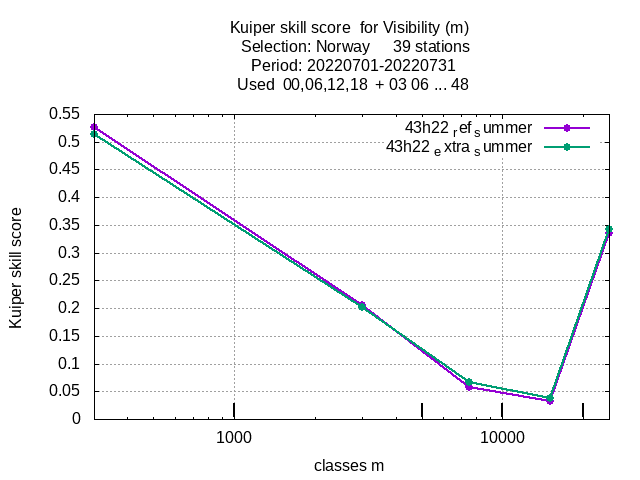 Kuiper skill score  for Visibility (m)
Selection: Norway     39 stations
Period: 20220701-20220731
Used  00,06,12,18  + 03 06 ... 48
43h22 ref summer
43h22 extra summer
0.55
0.5
0.45
0.4
0.35
0.3
0.25
0.2
0.15
0.1
0.05
0
Kuiper skill score
1000 10000
classes m